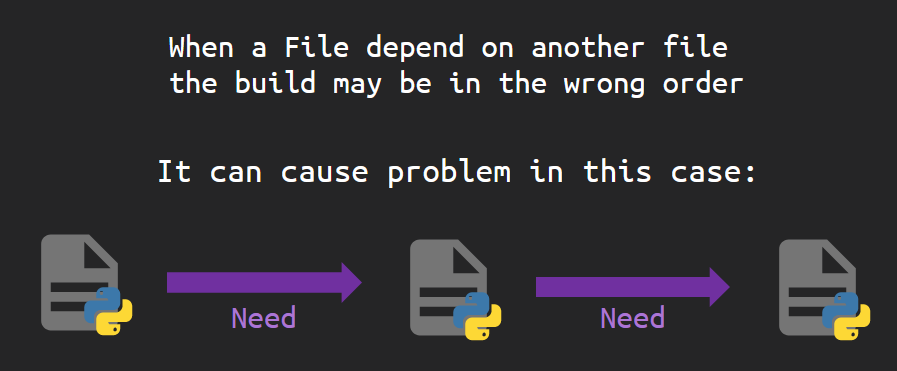 When a File depend on another file
the build may be in the wrong order
It can cause problem in this case:
Need
Need